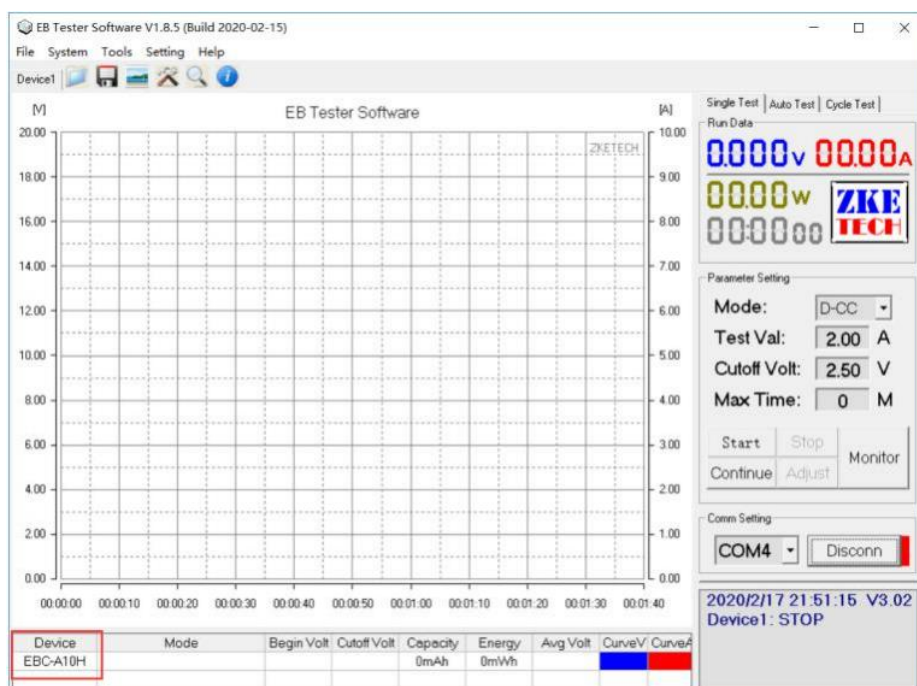 EB Tester Software V1.8.5 (Build 2020-02-15)
File System Tools Setting Help
Device1
[V] EB Tester Software [A]
ZKETECH
20.00
18.00
16.00
14.00
12.00
10.00
8.00
6.00
4.00
2.00
0.00
10.00
9.00
8.00
7.00
6.00
5.00
4.00
3.00
2.00
1.00
0.00
00:00:00 00:00:10 00:00:20 00:00:30 00:00:40 00:00:50 00:01:00 00:01:10 00:01:20 00:01:30 00:01:40
Device Mode Begin Volt Cutoff Volt Capacity Energy Avg Volt CurveV CurveA
EBC-A10H 0mAh 0mWh
Single Test Auto Test Cycle Test
Run Data
0.000V 00.00A
00.00W
00:0000
ZKE
TECH
Parameter Setting
Mode: D-CC
Test Val: 2.00 A
Cutoff Volt: 2.50 V
Max Time: 0 M
Start Stop
Monitor
Continue Adjust
Comm Setting
COM4 Disconn
2020/2/17 21:51:15 V3.02
Device1: STOP